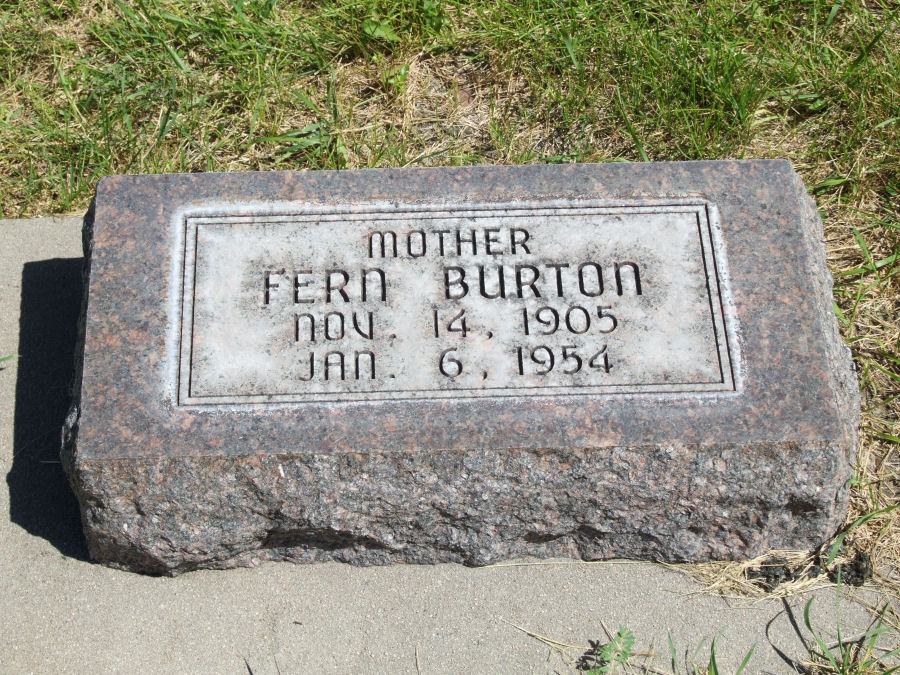 MOTHER
FERN BURTON
NOV. 14, 1905
JAN. 6, 1954